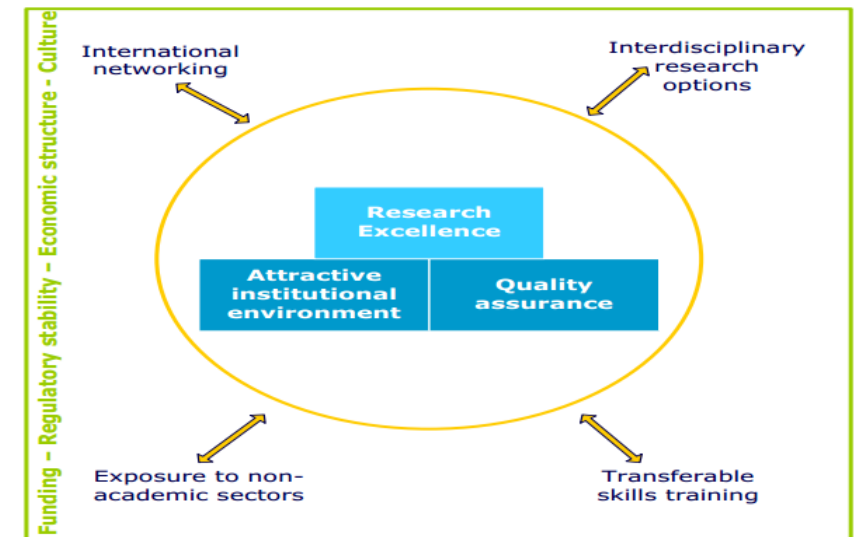 International
networking
Interdisciplinary
research
options
Research
Excellence
Attractive
institutional
environment
Quality
assurance
Exposure to non-
academic sectors
Transferable
skills training
Funding – Regulatory stability – Economic structure - Culture